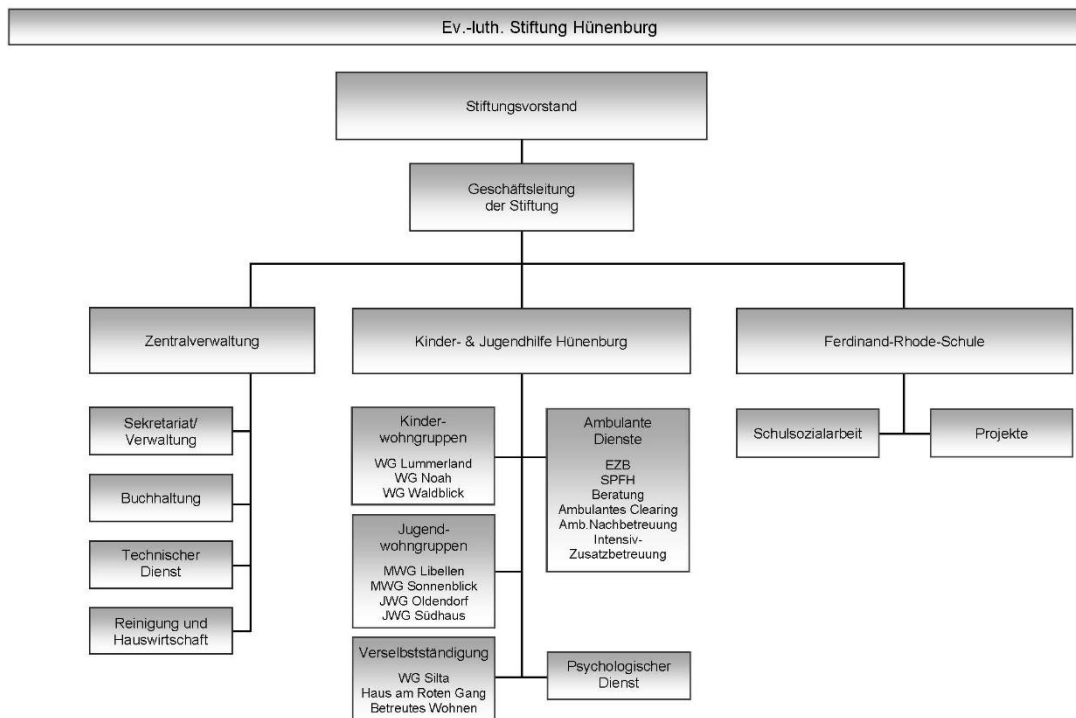 Ev.-luth. Stiftung Hünenburg
Stiftungsvorstand
Geschäftsleitung
der Stiftung
Zentralverwaltung
Sekretariat/
Verwaltung
Buchhaltung
Technischer
Dienst
Reinigung und
Hauswirtschaft
Kinder- & Jugendhilfe Hünenburg
Kinder-
wohngruppen
WG Lummerland
WG Noah
WG Waldblick
Jugend-
wohngruppen
MWG Libellen
MWG Sonnenblick
JWG Oldendorf
JWG Südhaus
Verselbstständigung
WG Silta
Haus am Roten Gang
Betreutes Wohnen
Ambulante
Dienste
EZB
SPFH
Beratung
Ambulantes Clearing
Amb.Nachbetreuung
Intensiv-
Zusatzbetreuung
Psychologischer
Dienst
Ferdinand-Rhode-Schule
Schulsozialarbeit
Projekte